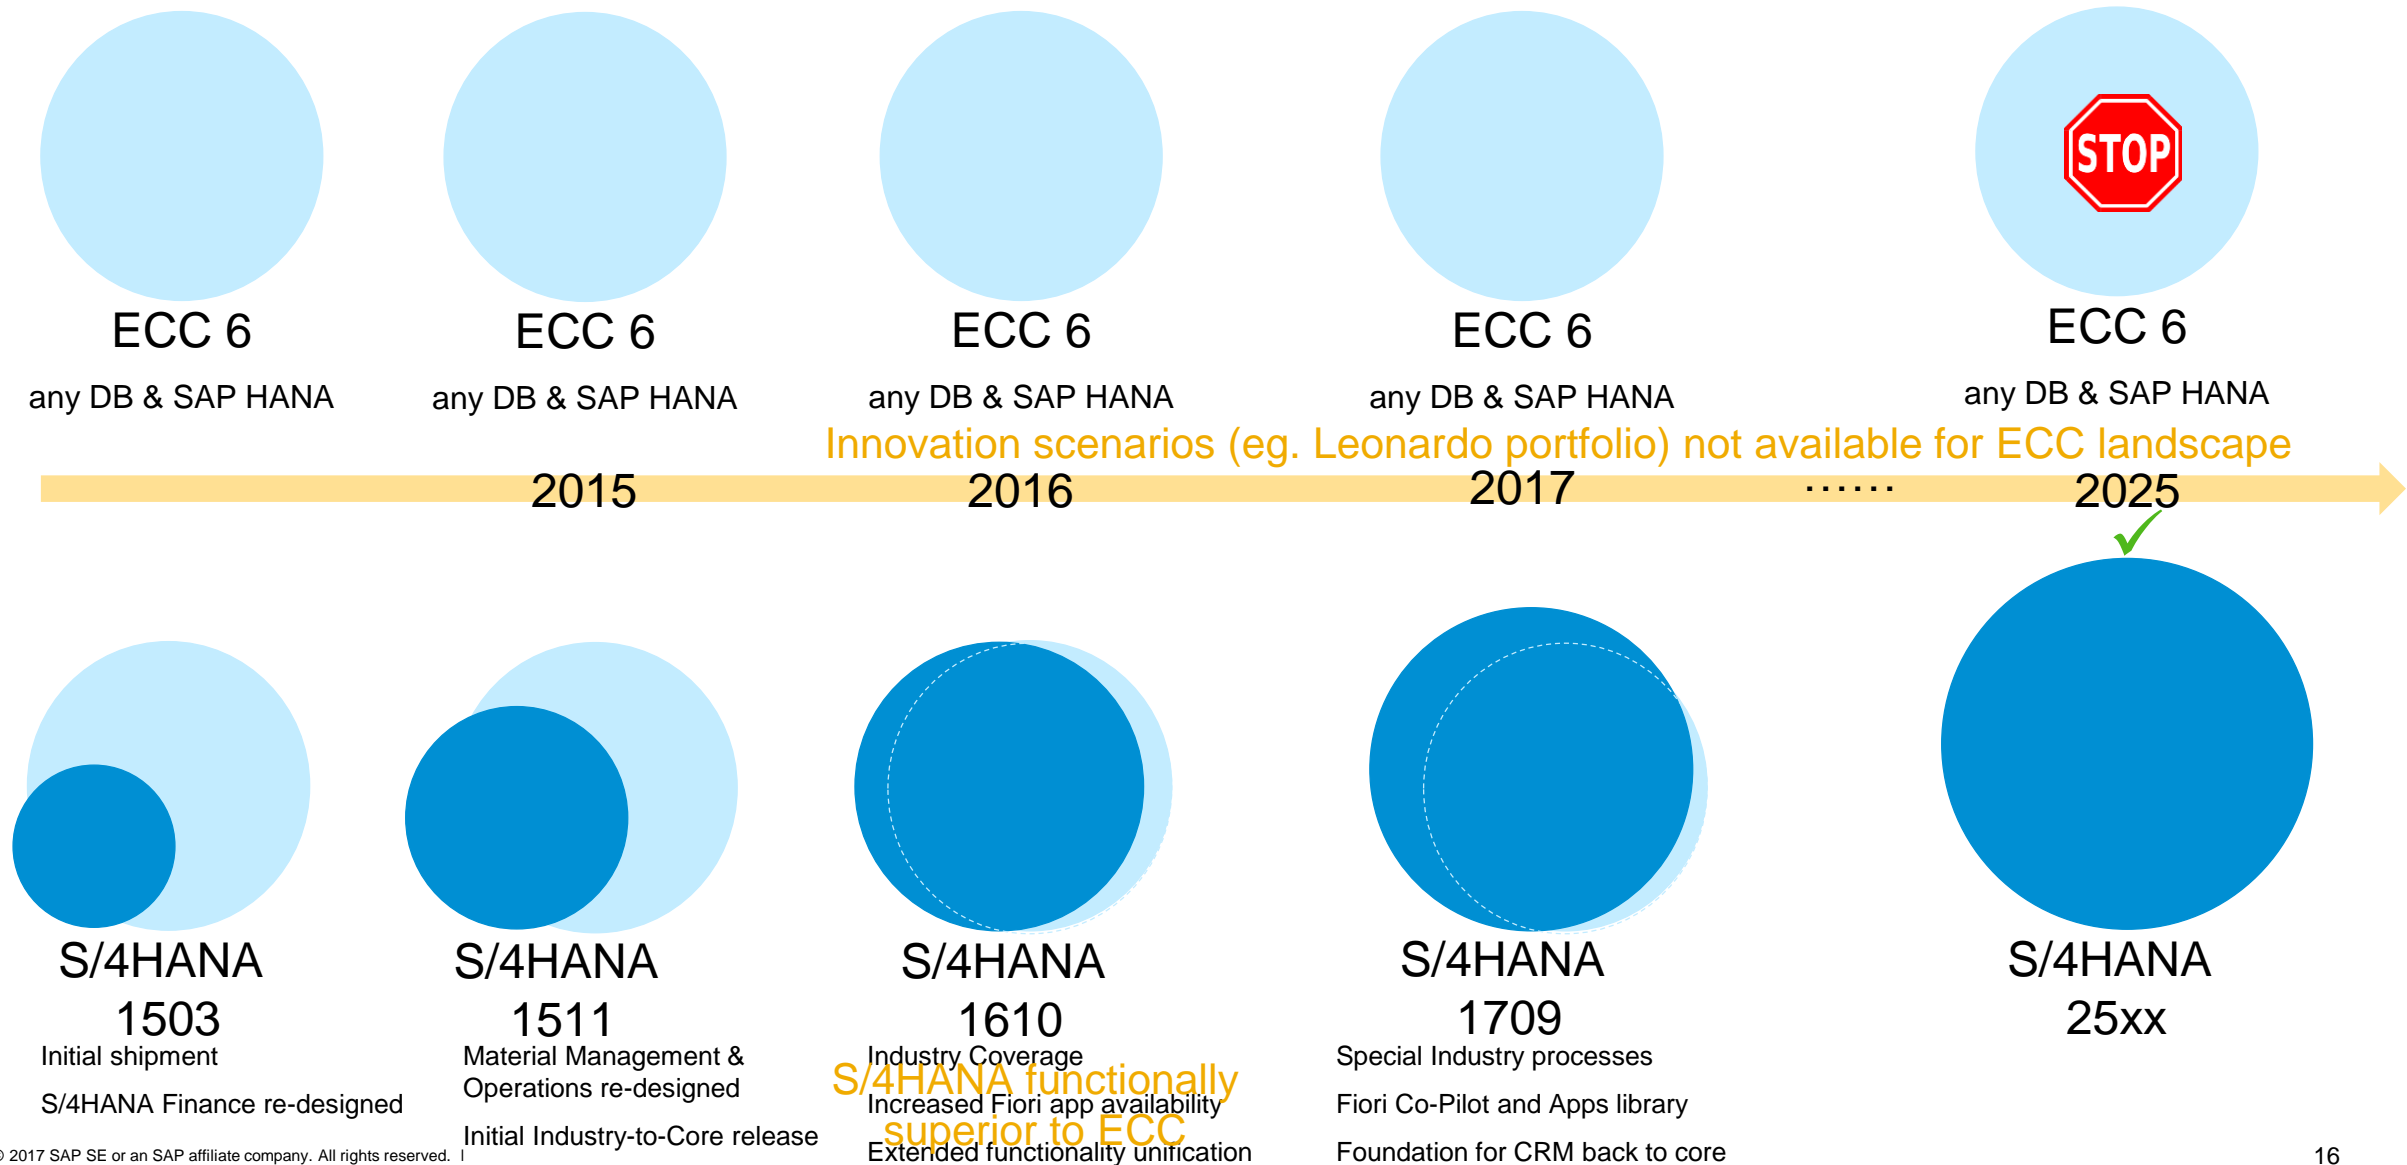 STOP
ECC 6
ECC 6
ECC 6
ECC 6
ECC 6
any DB & SAP HANA
any DB & SAP HANA
any DB & SAP HANA
any DB & SAP HANA
any DB & SAP HANA
Innovation scenarios (eg. Leonardo portfolio) not available for ECC landscape
2015
2016
2017
......
2025
S/4HANA
1503
Initial shipment
S/4HANA Finance re-designed
S/4HANA
1511
Material Management &
Operations re-designed
Initial Industry-to-Core release
S/4HANA
1610
Industry Coverage
Increased Fiori app availability
Extended functionality unification
S/4HANA functionally
superior to ECC
S/4HANA
1709
Special Industry processes
Fiori Co-Pilot and Apps library
Foundation for CRM back to core
S/4HANA
25xx
© 2017 SAP SE or an SAP affiliate company. All rights reserved. |
16